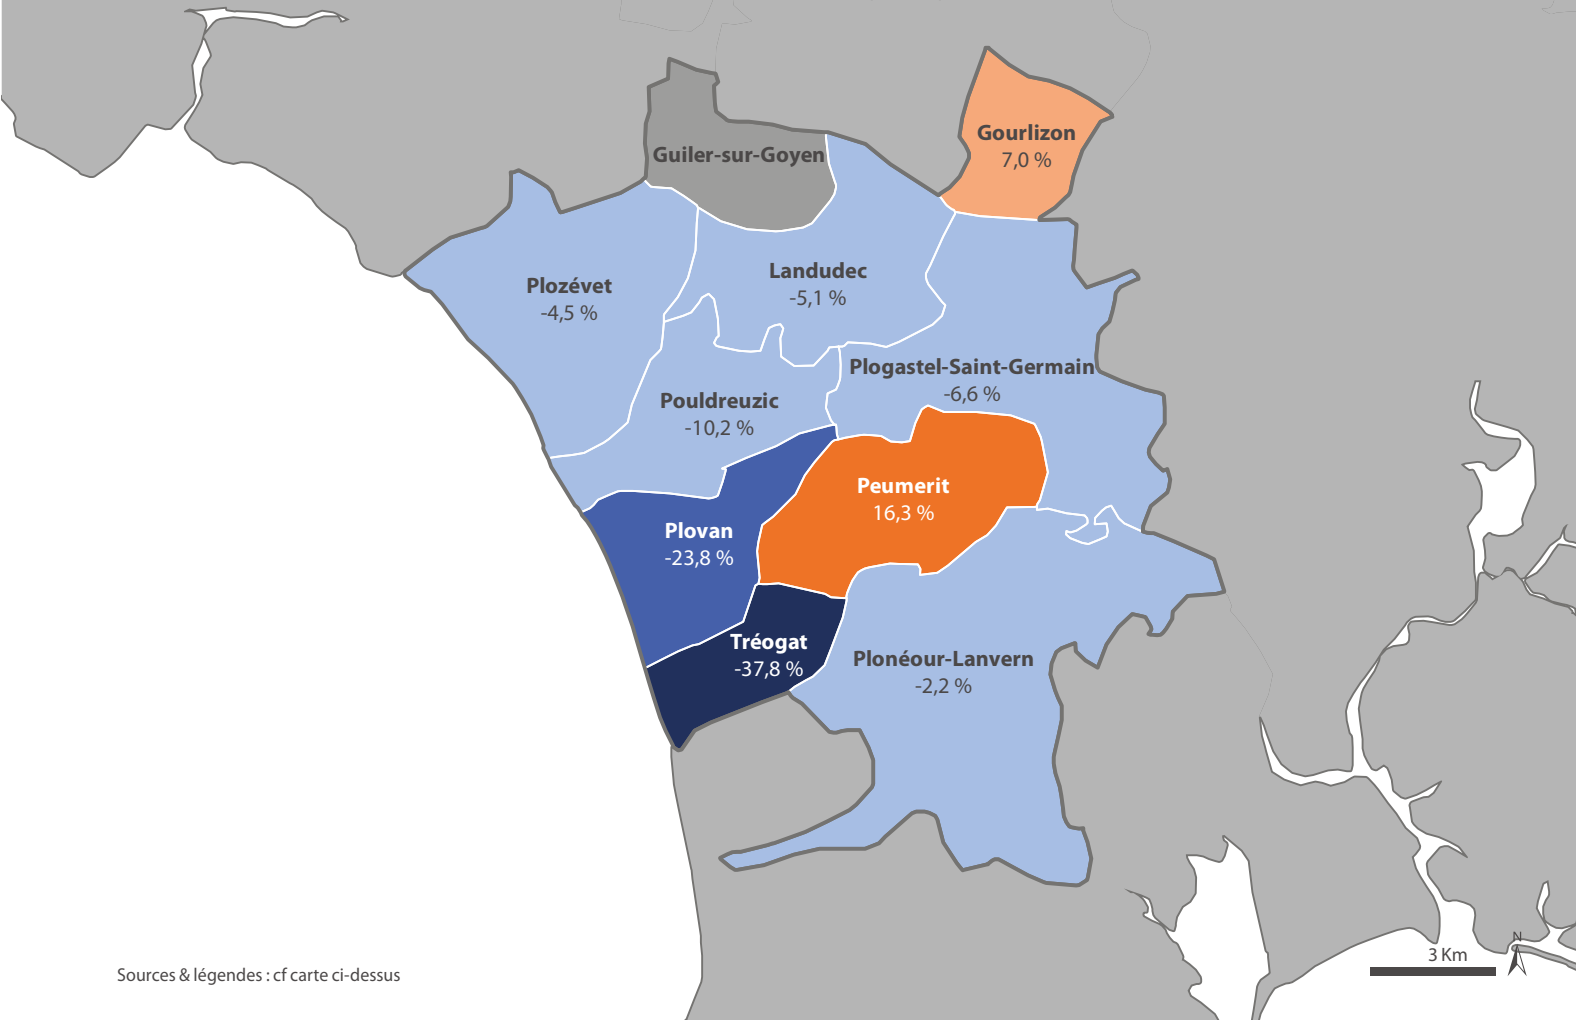 Gourlizon
7,0 %
Guiler-sur-Goyen
Landudec
-5,1 %
Plozévet
-4,5 %
Plogastel-Saint-Germain
-6,6 %
Pouldreuzic
-10,2 %
Peumerit
16,3 %
Plovan
-23,8 %
Tréogat
-37,8 %
Plonéour-Lanvern
-2,2 %
N
3 Km
Sources & légendes : cf carte ci-dessus